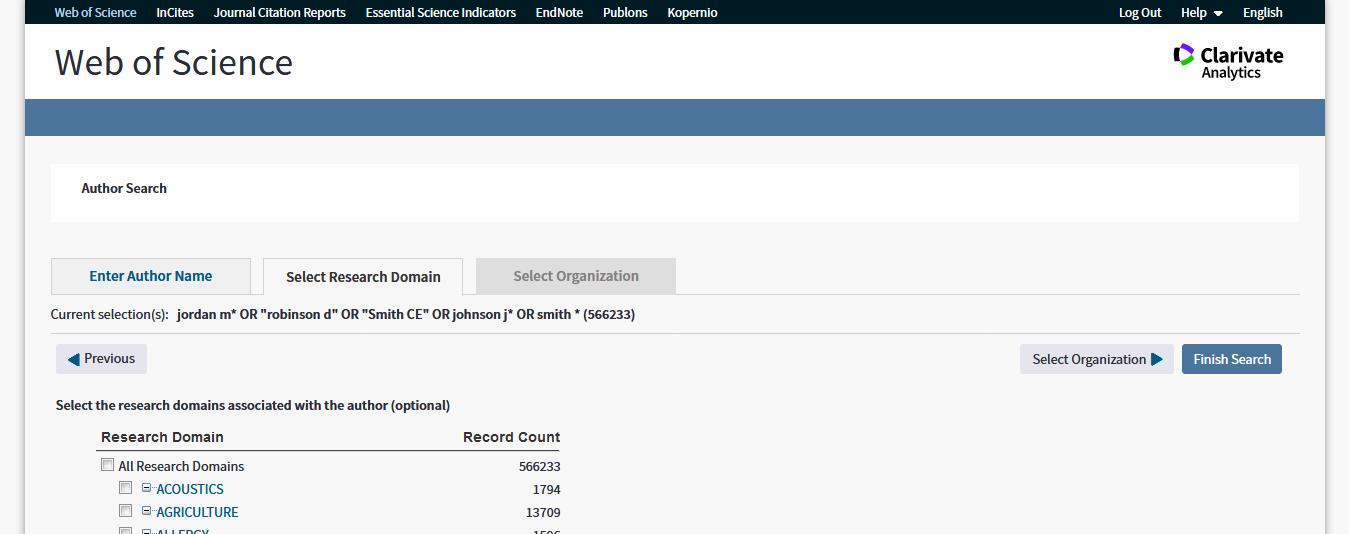 Web of Science InCites Journal Citation Reports Essential Science Indicators EndNote Publons Kopernio Log Out Help English
Web of Science
Clarivate
Analytics
Author Search
Enter Author Name Select Research Domain Select Organization
Current selection(s): jordan m* OR "robinson d" OR "Smith CE" OR johnson j* OR smith * (566233)
Previous Select Organization Finish Search
Select the research domains associated with the author (optional)
Research Domain Record Count
All Research Domains 566233
ACOUSTICS 1794
AGRICULTURE 13709
ALLERGY